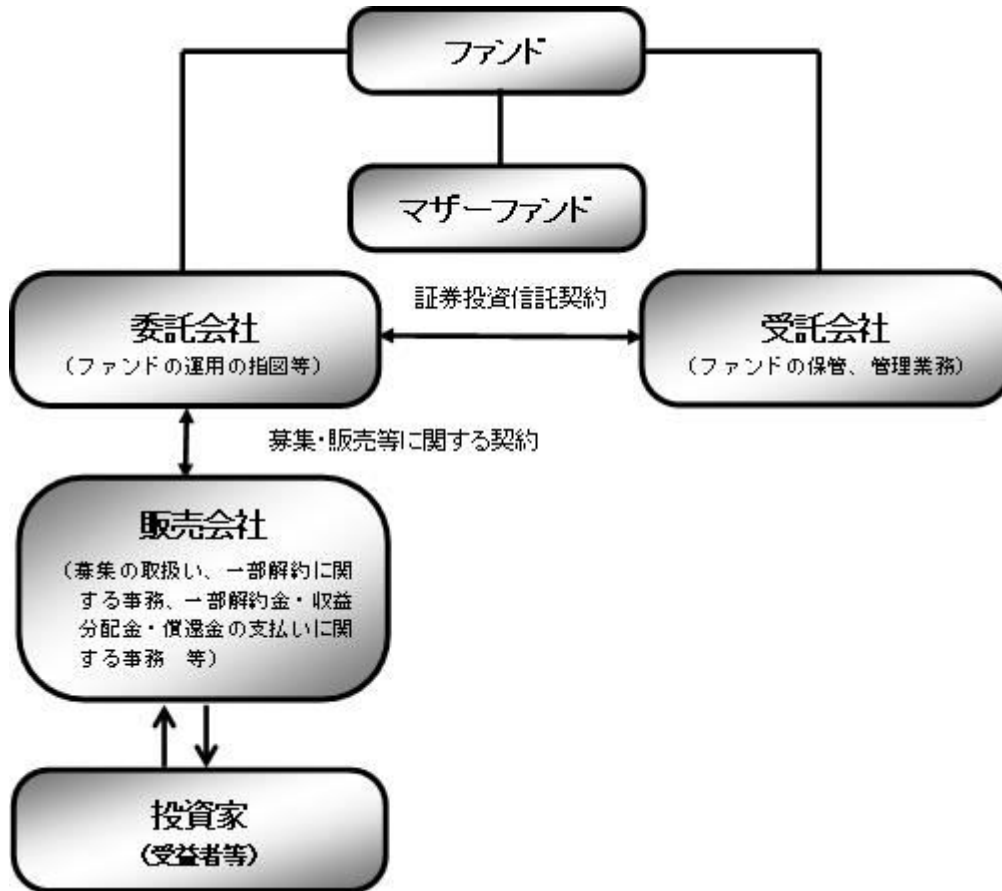 ファンド
マザーファンド
証券投資信託契約
委託会社
(ファンドの運用の指図等)
受託会社
(ファンドの保管、管理業務)
募集・販売等に関する契約
販売会社
(募集の取扱い、一部解約に関
する事務、一部解約金・収益
分配金・償還金の支払いに関
する事務　等)
投資家
(受益者等)